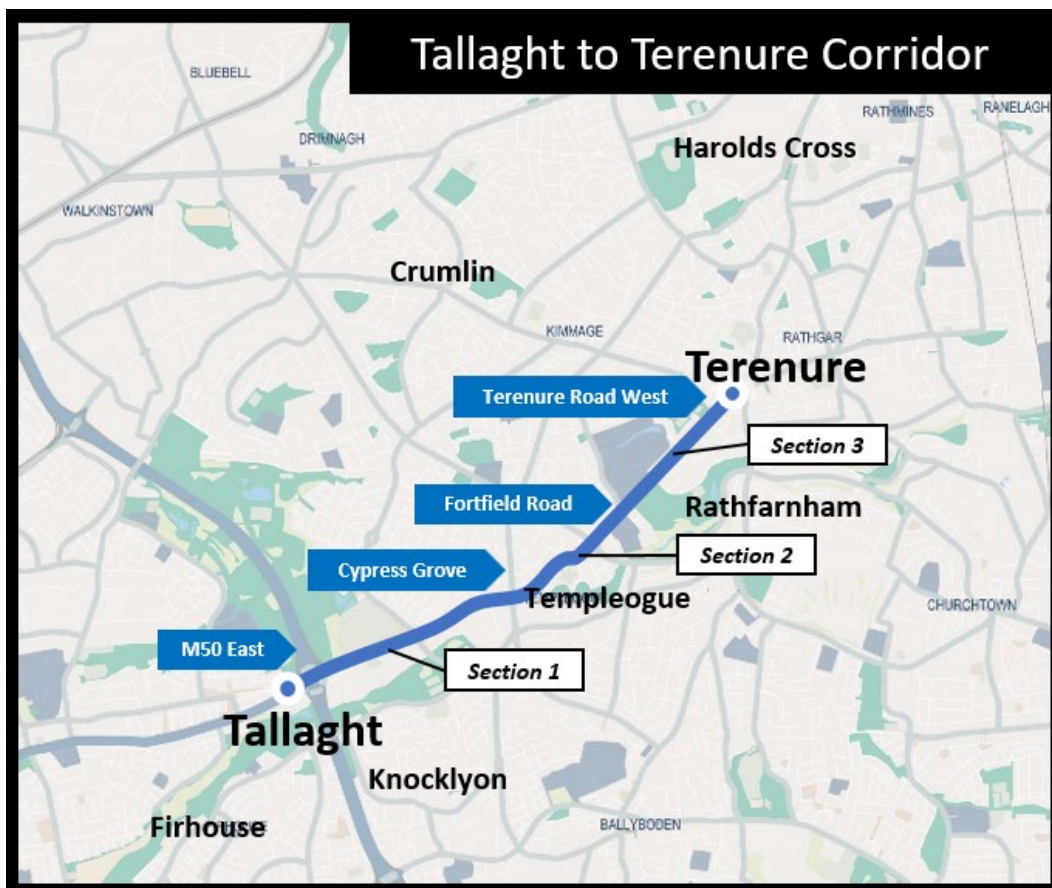 Tallaght to Terenure Corridor
BLUEBELL
RATHMINES
RANELAGH
DRIMNAGH
Harolds Cross
WALKINSTOWN
Crumlin
KIMMAGE
RATHGAR
Terenure
Terenure Road West
Section 3
Fortfield Road
Rathfarnham
Section 2
Cypress Grove
Templeogue
CHURCHTOWN
M50 East
Section 1
Tallaght
Knocklyon
Firhouse
BALLYBODEN